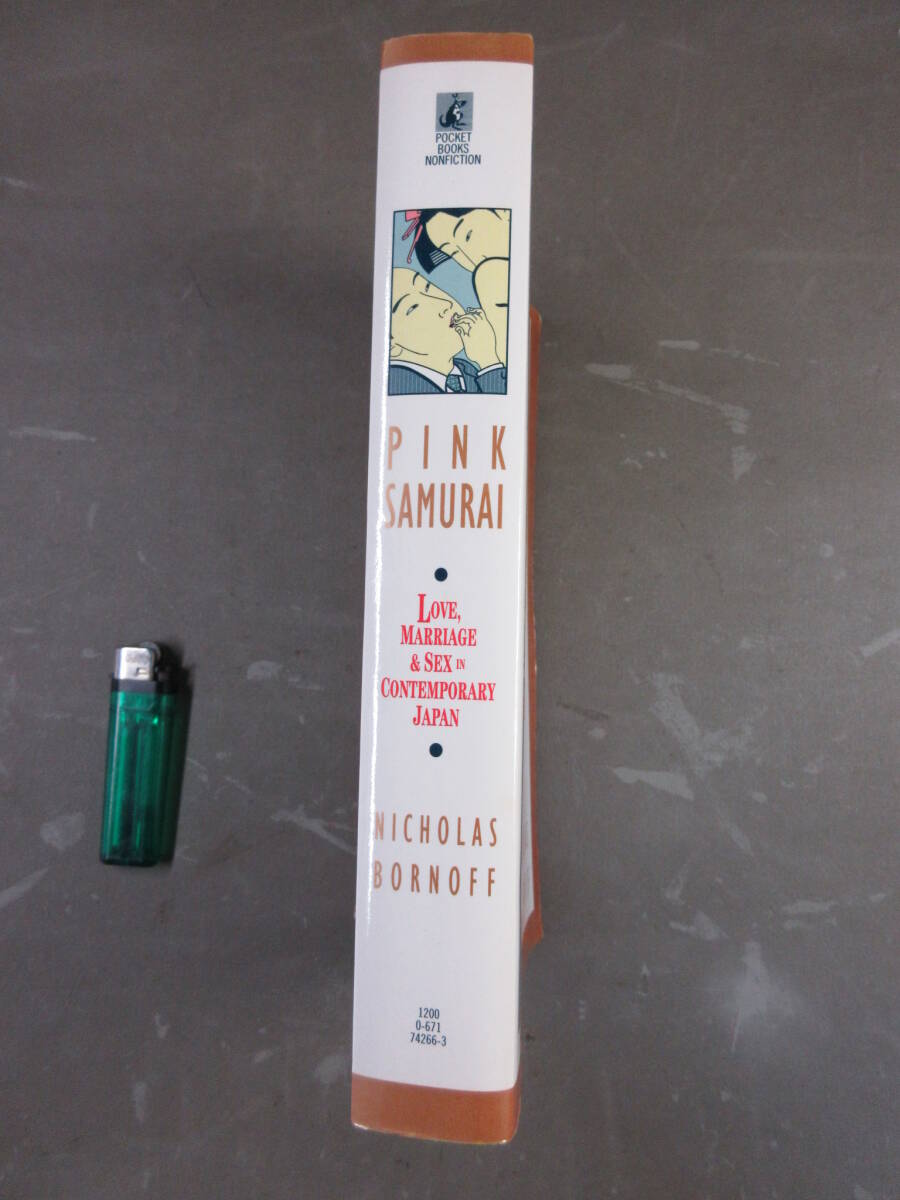 POCKET
BOOKS
NONFICTION
PINK
SAMURAI
LOVE,
MARRIAGE
& SEX IN
CONTEMPORARY
JAPAN
NICHOLAS
BORNOFF
1200
0-671
74266-3